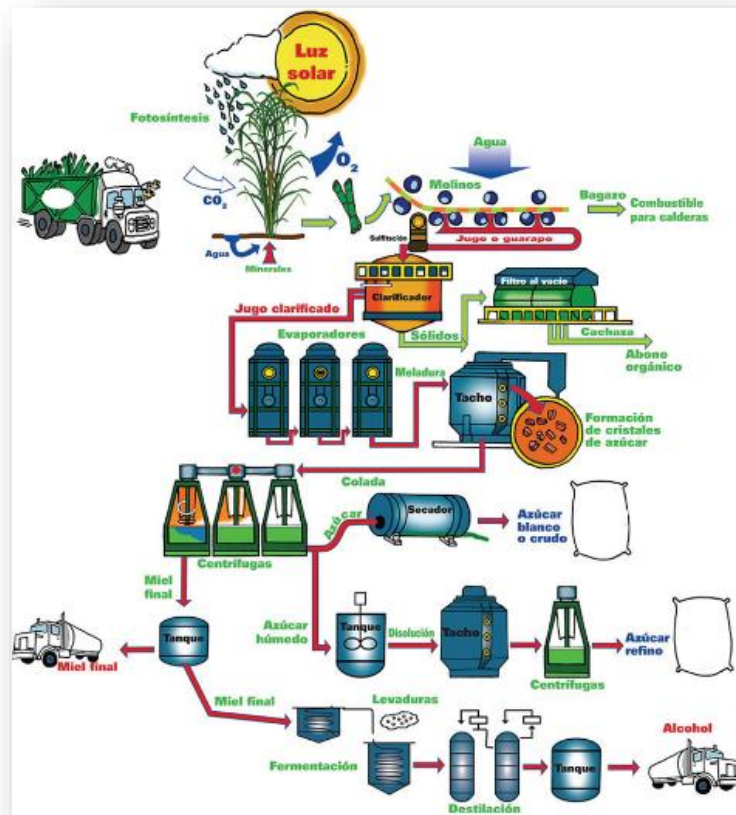 Luz
solar
Fotosíntesis
O₂
CO₂
Agua
Minerales
Agua
Molinos
Bagazo
Combustible
para calderas
Sulfitación
Jugo o guarapo
Clarificador
Filtro al vacío
Jugo clarificado
Sólidos
Cachaza
Abono
orgánico
Evaporadores
Meladura
Tacho
Formación
de cristales
de azúcar
Colada
Centrífugas
Azúcar
Secador
Azúcar
blanco
o crudo
Miel
final
Azúcar
húmedo
Tanque
Disolución
Tacho
Centrífugas
Azúcar
refino
Tanque
Miel final
Miel final
Levaduras
Fermentación
Destilación
Tanque
Alcohol